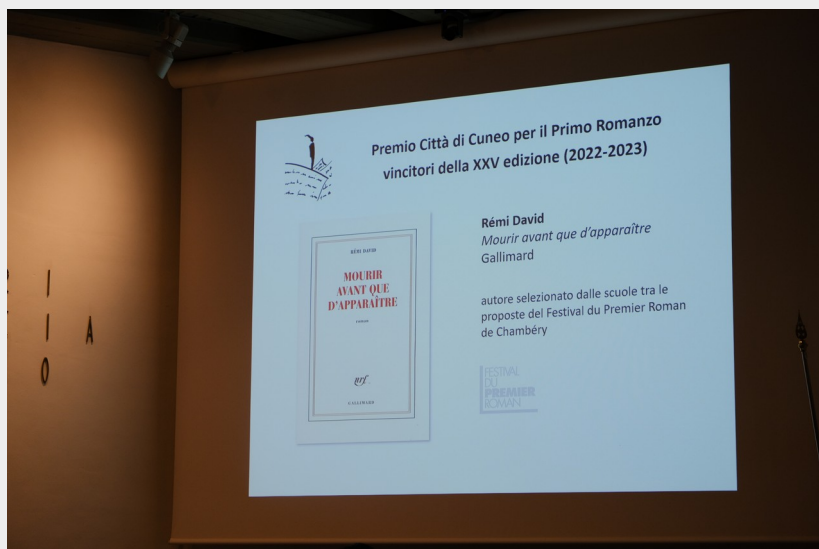 Premio Città di Cuneo per il Primo Romanzo
vincitori della XXV edizione (2022-2023)
RÉMI DAVID
MOURIR
AVANT QUE
D'APPARAÎTRE
roman
nrf
GALLIMARD
Rémi David
Mourir avant que d'apparaître
Gallimard
autore selezionato dalle scuole tra le
proposte del Festival du Premier Roman
de Chambéry
FESTIVAL
DU
PREMIER
ROMAN
I
I A
O